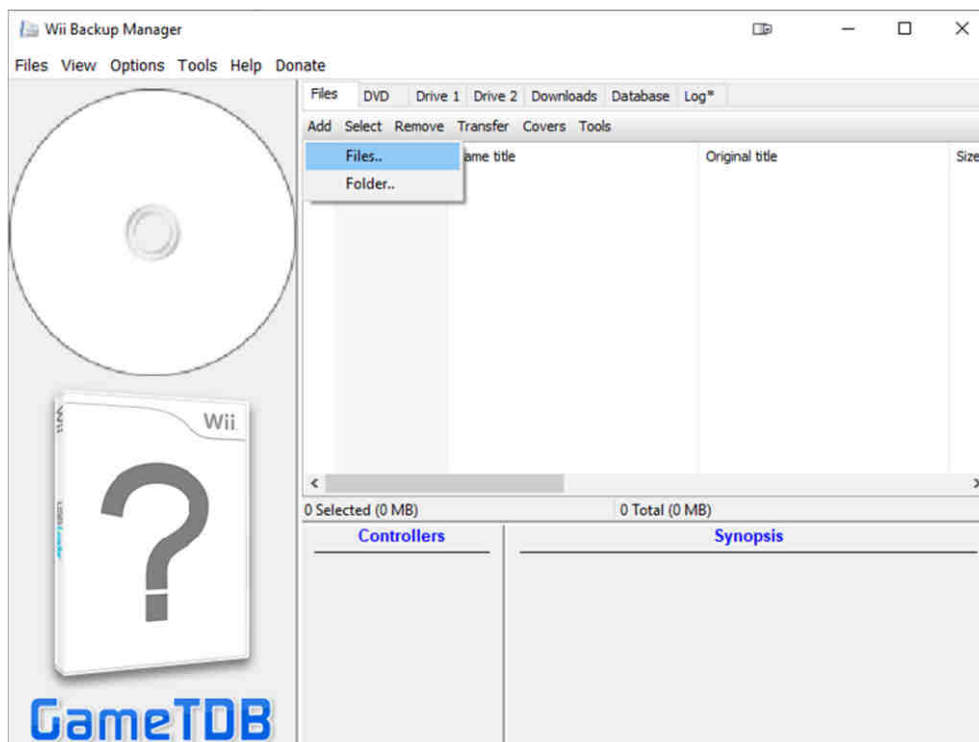 Wii Backup Manager
Files View Options Tools Help Donate
Files DVD Drive 1 Drive 2 Downloads Database Log*
Add Select Remove Transfer Covers Tools
Files..
Folder..
ame title Original title Size
Wii
Wii
0 Selected (0 MB) 0 Total (0 MB)
Controllers Synopsis
?
GameTDB